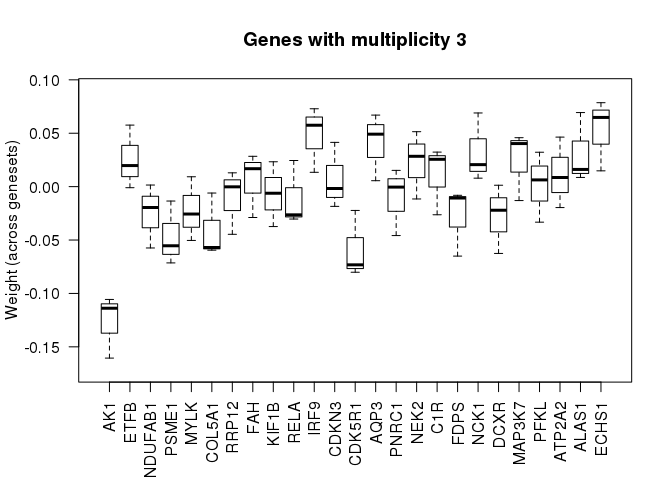 Genes with multiplicity 3
Weight (across genesets)
0.10
0.05
0.00
-0.05
-0.10
-0.15
AK1
ETFB
NDUFAB1
PSME1
MYLK
COL5A1
RRP12
FAH
KIF1B
RELA
IRF9
CDKN3
CDK5R1
AQP3
PNRC1
NEK2
C1R
FDPS
NCK1
DCXR
MAP3K7
PFKL
ATP2A2
ALAS1
ECHS1